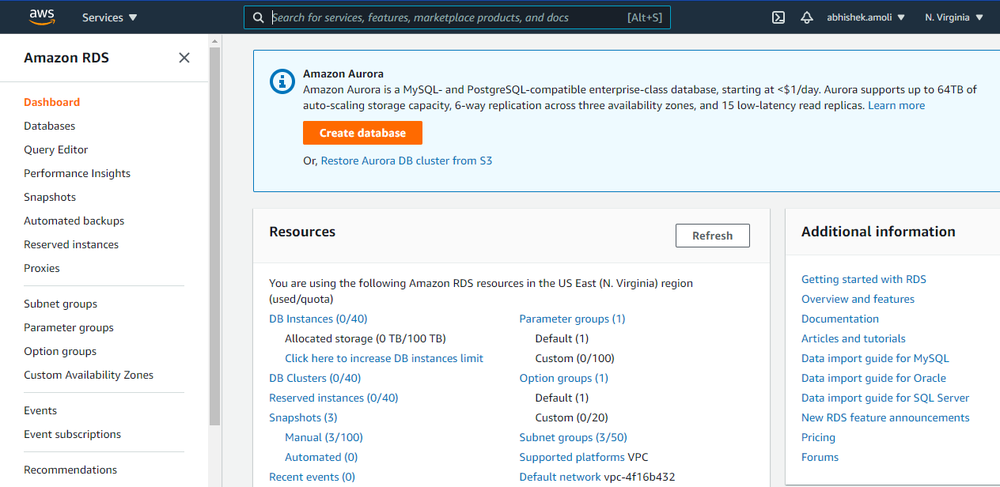 aws
Services
Search for services, features, marketplace products, and docs
[Alt+S]
abhishek.amoli
N. Virginia
Amazon RDS
Dashboard
Databases
Query Editor
Performance Insights
Snapshots
Automated backups
Reserved instances
Proxies
Subnet groups
Parameter groups
Option groups
Custom Availability Zones
Events
Event subscriptions
Recommendations
Amazon Aurora
Amazon Aurora is a MySQL- and PostgreSQL-compatible enterprise-class database, starting at <$1/day. Aurora supports up to 64TB of
auto-scaling storage capacity, 6-way replication across three availability zones, and 15 low-latency read replicas. Learn more
Create database
Or, Restore Aurora DB cluster from S3
Resources
Refresh
You are using the following Amazon RDS resources in the US East (N. Virginia) region
(used/quota)
DB Instances (0/40)
Allocated storage (0 TB/100 TB)
Click here to increase DB instances limit
DB Clusters (0/40)
Reserved instances (0/40)
Snapshots (3)
Manual (3/100)
Automated (0)
Recent events (0)
Parameter groups (1)
Default (1)
Custom (0/100)
Option groups (1)
Default (1)
Custom (0/20)
Subnet groups (3/50)
Supported platforms VPC
Default network vpc-4f16b432
Additional information
Getting started with RDS
Overview and features
Documentation
Articles and tutorials
Data import guide for MySQL
Data import guide for Oracle
Data import guide for SQL Server
New RDS feature announcements
Pricing
Forums